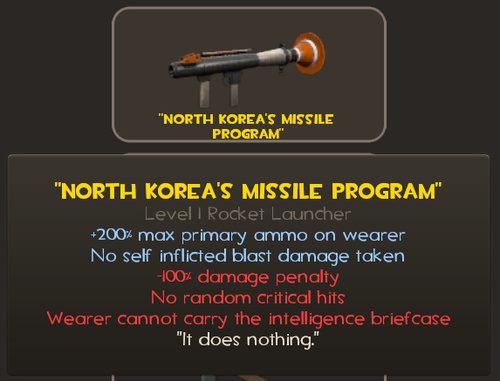 "NORTH KOREA'S MISSILE
PROGRAM"
"NORTH KOREA'S MISSILE PROGRAM"
Level 1 Rocket Launcher
+200% max primary ammo on wearer
No self inflicted blast damage taken
-100% damage penalty
No random critical hits
Wearer cannot carry the intelligence briefcase
"It does nothing."